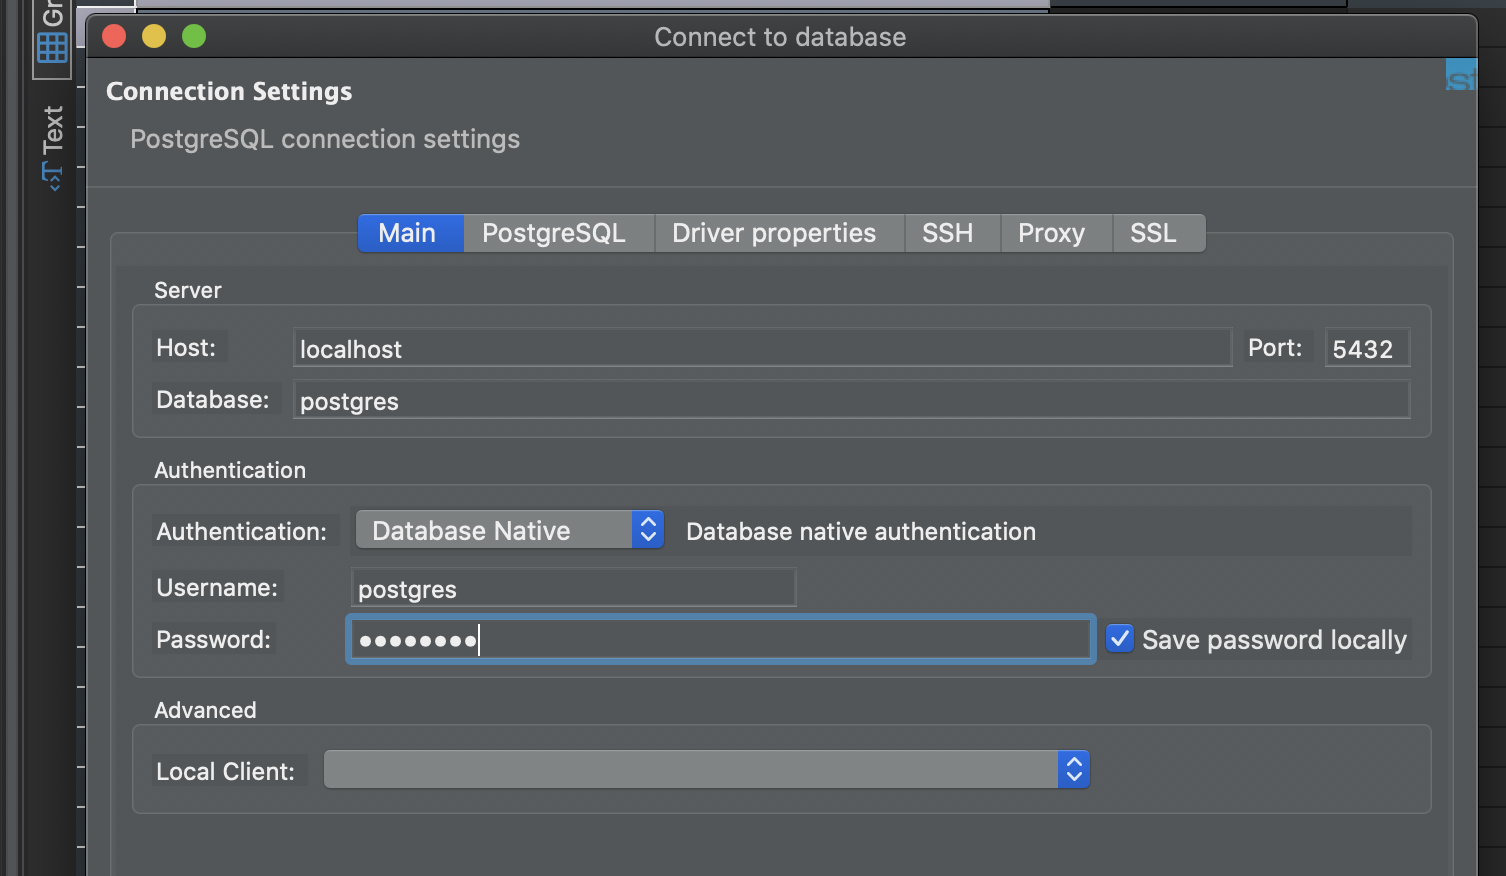 Connect to database
Gr
Text
Connection Settings
PostgreSQL connection settings
Main PostgreSQL Driver properties SSH Proxy SSL
Server
Host: localhost Port: 5432
Database: postgres
Authentication
Authentication: Database Native Database native authentication
Username: postgres
Password: ••••••••
Save password locally
Advanced
Local Client: